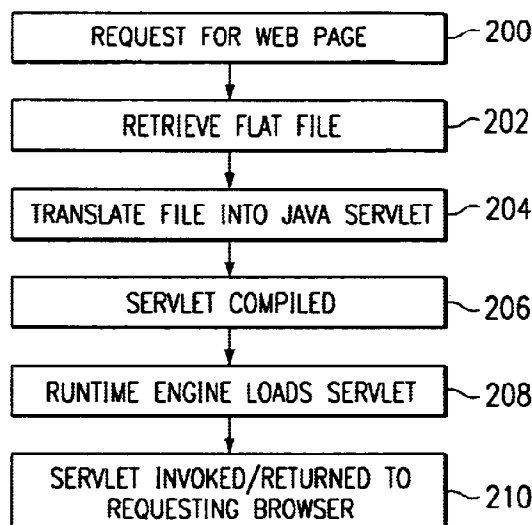 REQUEST FOR WEB PAGE 200
RETRIEVE FLAT FILE 202
TRANSLATE FILE INTO JAVA SERVLET 204
SERVLET COMPILED 206
RUNTIME ENGINE LOADS SERVLET 208
SERVLET INVOKED/RETURNED TO
REQUESTING BROWSER 210